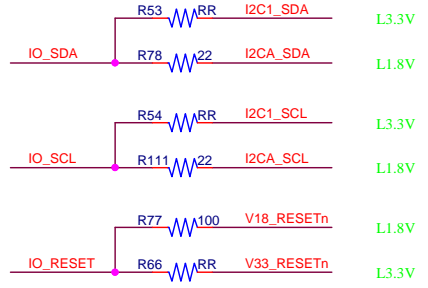 R53 RR I2C1_SDA L3.3V
IO_SDA R78 22 I2CA_SDA L1.8V
R54 RR I2C1_SCL L3.3V
IO_SCL R111 22 I2CA_SCL L1.8V
R77 100 V18_RESETn L1.8V
IO_RESET R66 RR V33_RESETn L3.3V